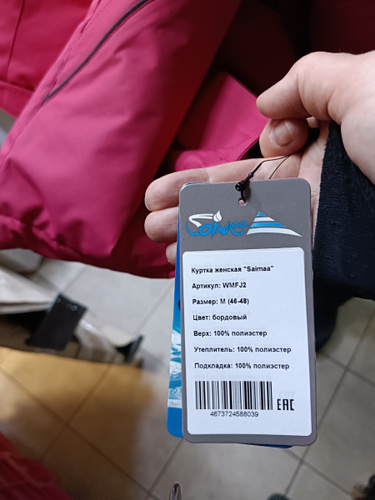 Куртка женская "Saimaa"
Артикул: WMFJ2
Размер: M (46-48)
Цвет: бордовый
Верх: 100% полиэстер
Утеплитель: 100% полиэстер
Подкладка: 100% полиэстер
4673724588039
EAC